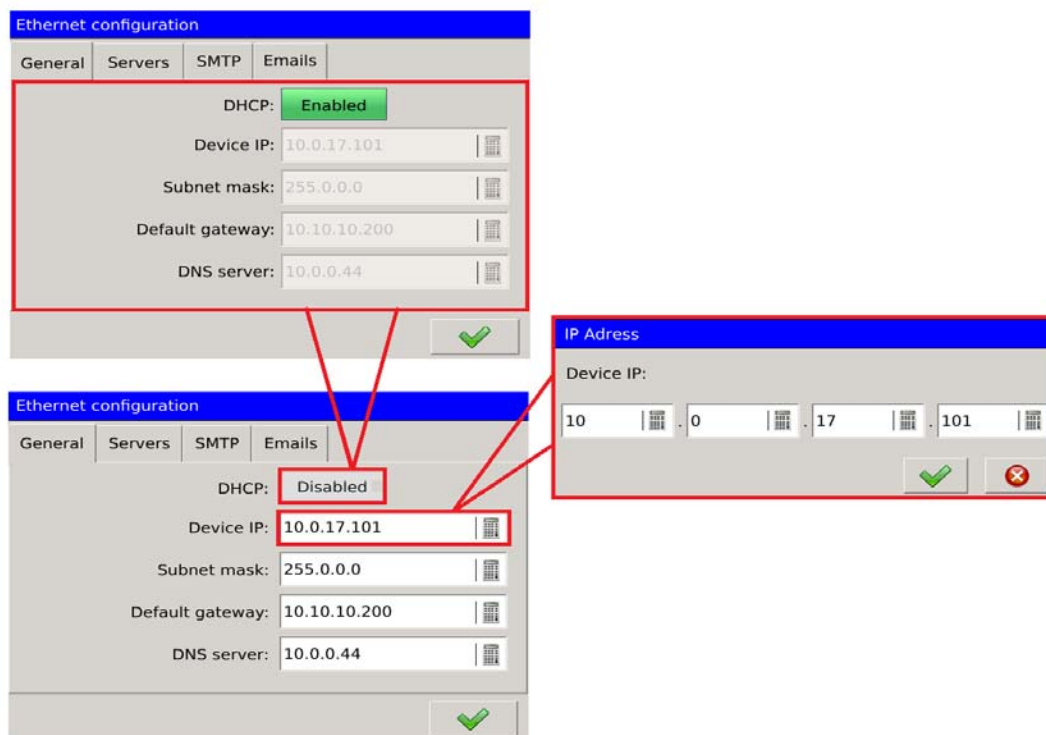 Ethernet configuration
General Servers SMTP Emails
DHCP: Enabled
Device IP: 10.0.17.101
Subnet mask: 255.0.0.0
Default gateway: 10.10.10.200
DNS server: 10.0.0.44
Ethernet configuration
General Servers SMTP Emails
DHCP: Disabled
Device IP: 10.0.17.101
Subnet mask: 255.0.0.0
Default gateway: 10.10.10.200
DNS server: 10.0.0.44
IP Adress
Device IP:
10 . 0 . 17 . 101